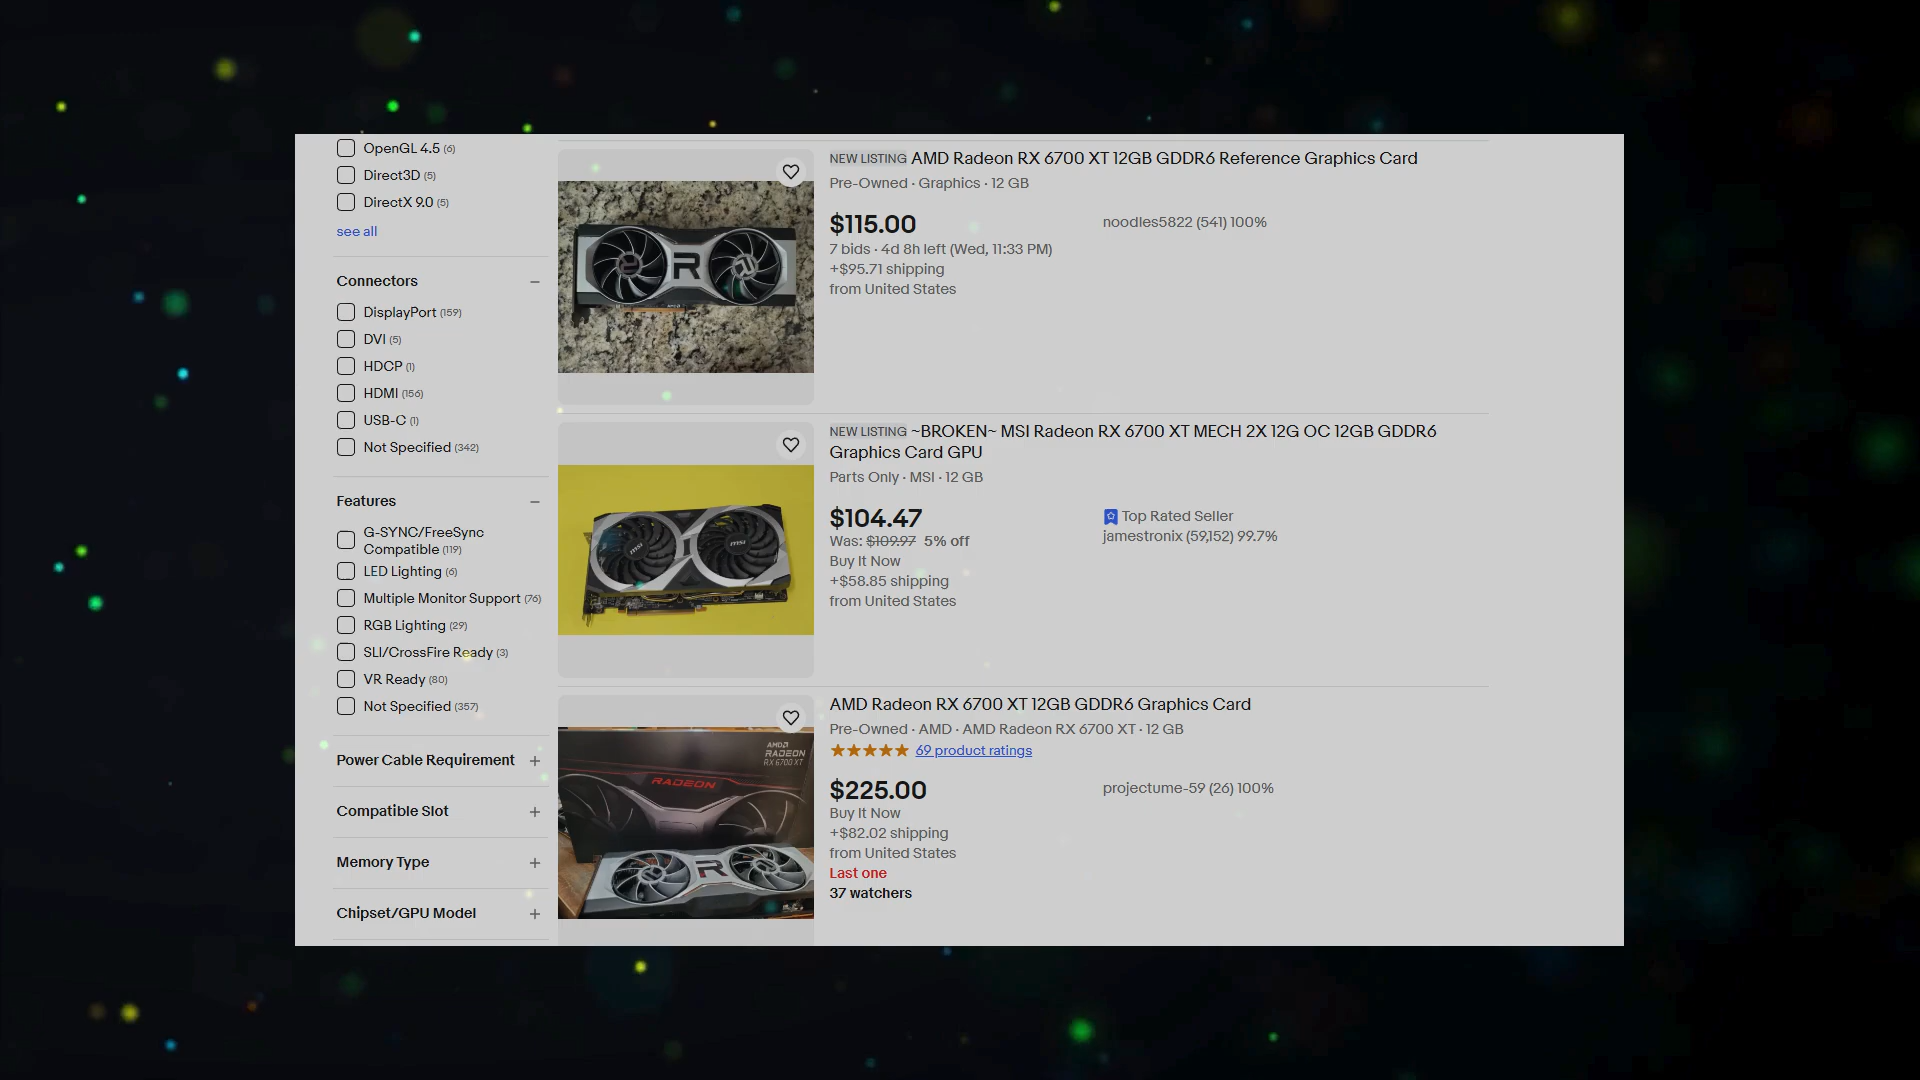 OpenGL 4.5 (6)
Direct3D (5)
DirectX 9.0 (5)
see all
Connectors
DisplayPort (159)
DVI (5)
HDCP (1)
HDMI (156)
USB-C (1)
Not Specified (342)
Features
G-SYNC/FreeSync
Compatible (119)
LED Lighting (6)
Multiple Monitor Support (76)
RGB Lighting (29)
SLI/CrossFire Ready (3)
VR Ready (80)
Not Specified (357)
Power Cable Requirement
Compatible Slot
Memory Type
Chipset/GPU Model
NEW LISTING AMD Radeon RX 6700 XT 12GB GDDR6 Reference Graphics Card
Pre-Owned · Graphics · 12 GB
$115.00
7 bids · 4d 8h left (Wed, 11:33 PM)
+$95.71 shipping
from United States
noodles5822 (541) 100%
R
NEW LISTING ~BROKEN~ MSI Radeon RX 6700 XT MECH 2X 12G OC 12GB GDDR6
Graphics Card GPU
Parts Only · MSI · 12 GB
$104.47
Was: $109.97 5% off
Buy It Now
+$58.85 shipping
from United States
Top Rated Seller
jamestronix (59,152) 99.7%
msi
msi
AMD Radeon RX 6700 XT 12GB GDDR6 Graphics Card
Pre-Owned · AMD · AMD Radeon RX 6700 XT · 12 GB
69 product ratings
$225.00
Buy It Now
+$82.02 shipping
from United States
Last one
37 watchers
projectume-59 (26) 100%
AMD
RADEON
RX 6700 XT
RADEON
R